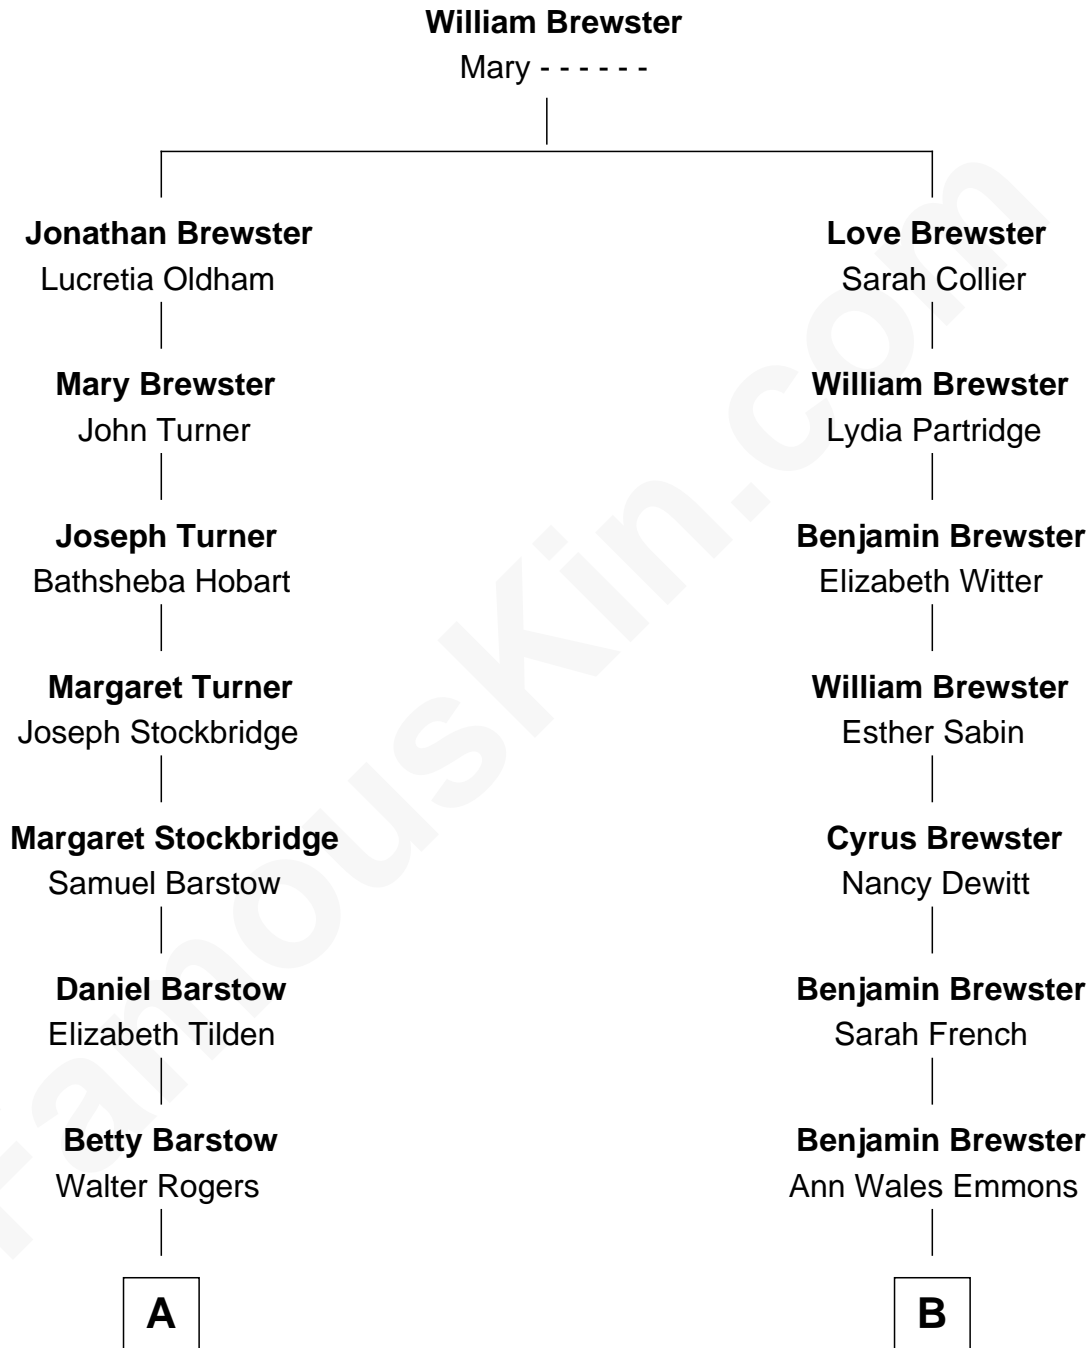 William Brewster
Mary - - - - - -
Jonathan Brewster
Lucretia Oldham
Love Brewster
Sarah Collier
Mary Brewster
John Turner
William Brewster
Lydia Partridge
Joseph Turner
Bathsheba Hobart
Benjamin Brewster
Elizabeth Witter
Margaret Turner
Joseph Stockbridge
William Brewster
Esther Sabin
Margaret Stockbridge
Samuel Barstow
Cyrus Brewster
Nancy Dewitt
Daniel Barstow
Elizabeth Tilden
Benjamin Brewster
Sarah French
Betty Barstow
Walter Rogers
Benjamin Brewster
Ann Wales Emmons
A
B
FamousKin.com